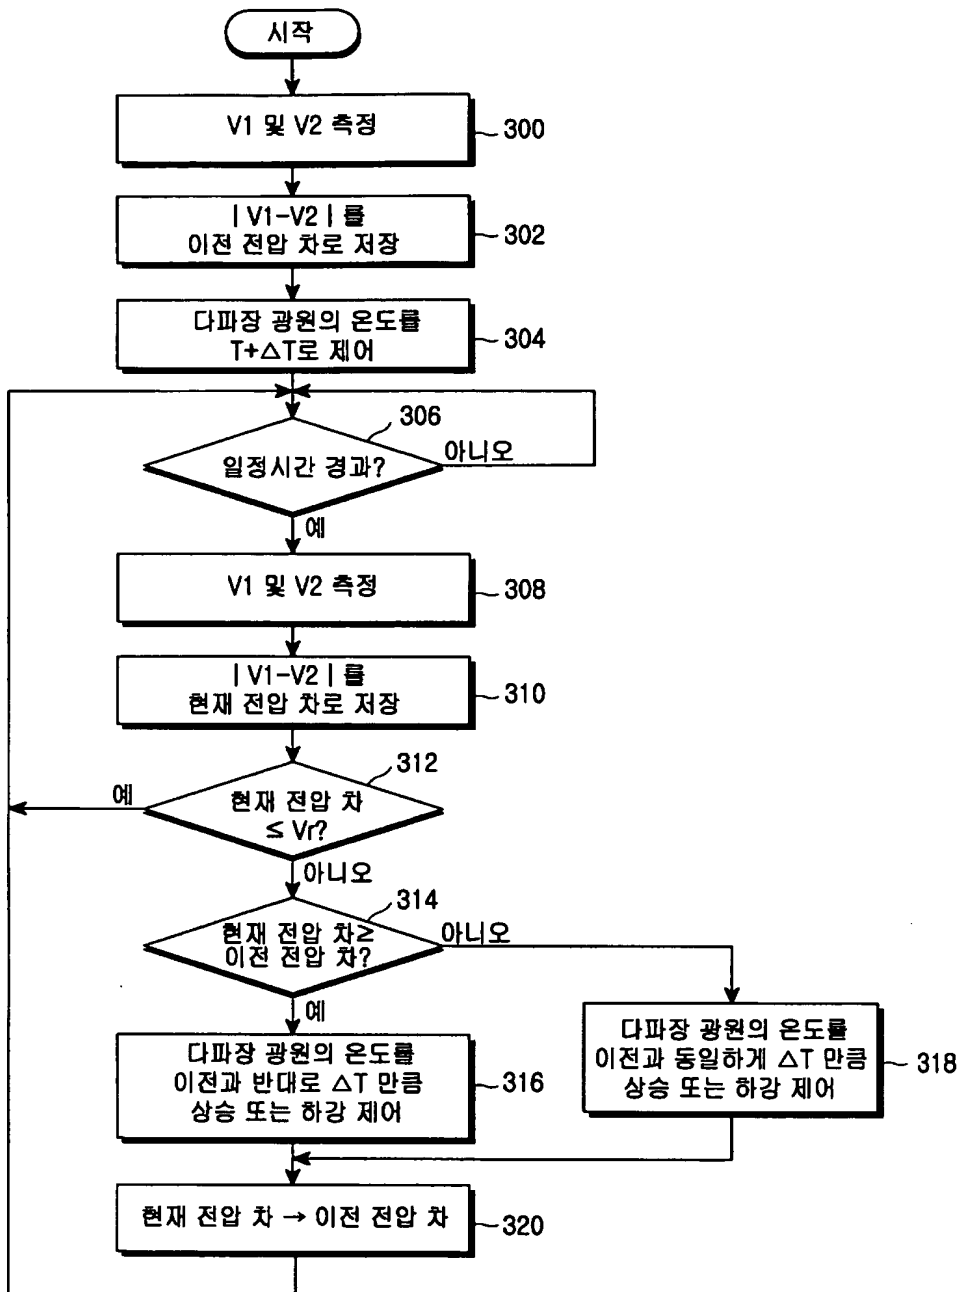 시작
V1 및 V2 측정
300
| V1-V2 | 를
이전 전압 차로 저장
302
다파장 광원의 온도를
T+△T로 제어
304
306
일정시간 경과?
아니오
예
V1 및 V2 측정
308
| V1-V2 | 를
현재 전압 차로 저장
310
312
예
현재 전압 차
≤ Vr?
아니오
314
현재 전압 차≥
이전 전압 차?
아니오
예
다파장 광원의 온도를
이전과 반대로 △T 만큼
상승 또는 하강 제어
316
다파장 광원의 온도를
이전과 동일하게 △T 만큼
상승 또는 하강 제어
318
현재 전압 차 → 이전 전압 차
320